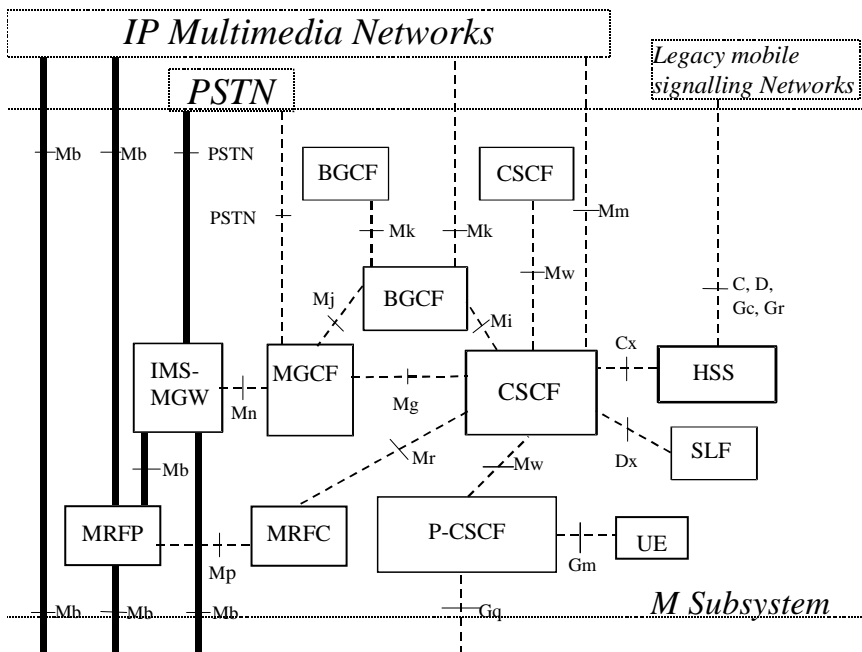 IP Multimedia Networks
Legacy mobile
signalling Networks
PSTN
Mb
Mb
PSTN
BGCF
CSCF
PSTN
Mm
Mk
Mk
Mw
C, D,
Gc, Gr
Mj
BGCF
Mi
Cx
IMS-
MGW
MGCF
CSCF
HSS
Mn
Mg
SLF
Mr
Dx
Mb
Mw
MRFP
MRFC
P-CSCF
UE
Mp
Gm
Mb
Mb
Mb
Gq
M Subsystem